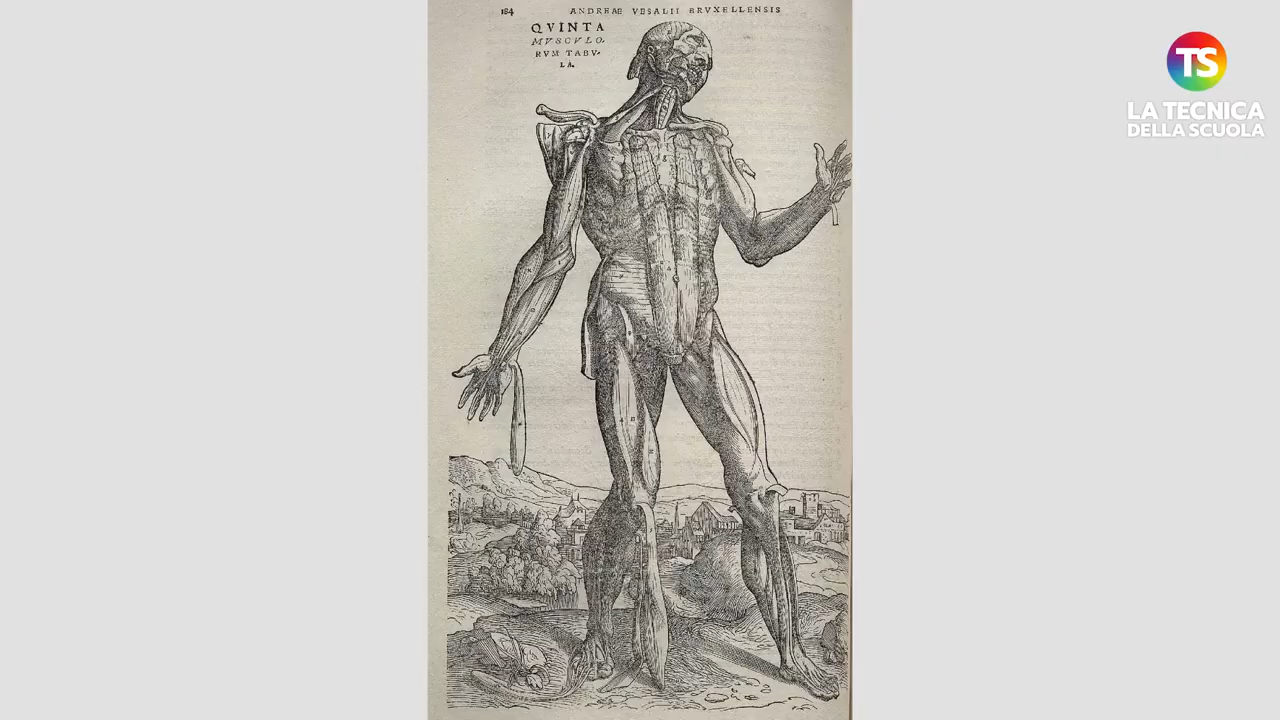 184 ANDREAE VESALII BRVXELLENSIS
QVINTA
MVSCVLO-
RVM TABV-
LA.
TS
LA TECNICA
DELLA SCUOLA